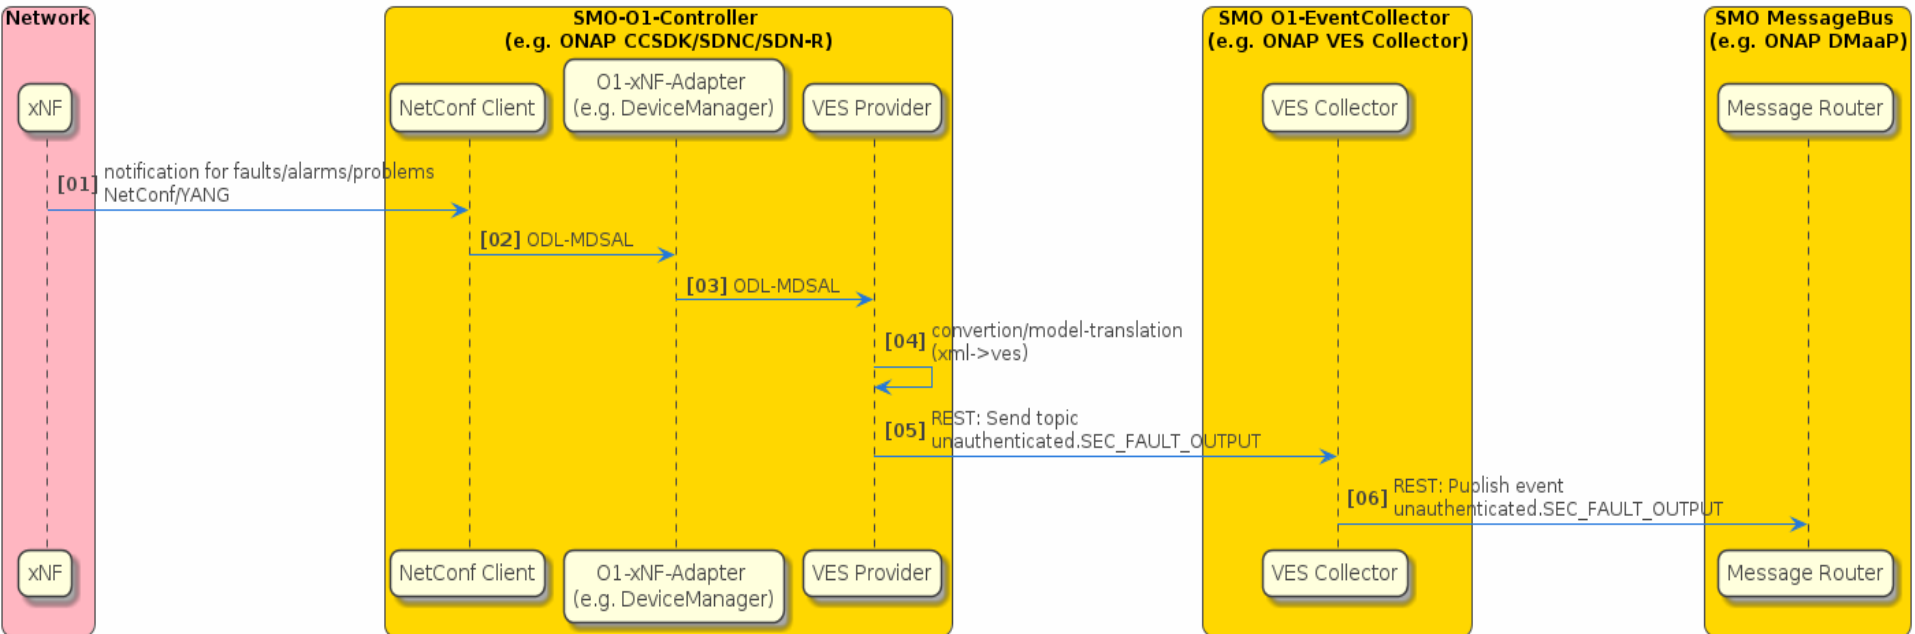 Network
SMO-O1-Controller
(e.g. ONAP CCSDK/SDNC/SDN-R)
SMO O1-EventCollector
(e.g. ONAP VES Collector)
SMO MessageBus
(e.g. ONAP DMaaP)
xNF
NetConf Client
O1-xNF-Adapter
(e.g. DeviceManager)
VES Provider
VES Collector
Message Router
[01] notification for faults/alarms/problems
NetConf/YANG
[02] ODL-MDSAL
[03] ODL-MDSAL
[04] convertion/model-translation
(xml->ves)
[05] REST: Send topic
unauthenticated.SEC_FAULT_OUTPUT
[06] REST: Publish event
unauthenticated.SEC_FAULT_OUTPUT
xNF
NetConf Client
O1-xNF-Adapter
(e.g. DeviceManager)
VES Provider
VES Collector
Message Router